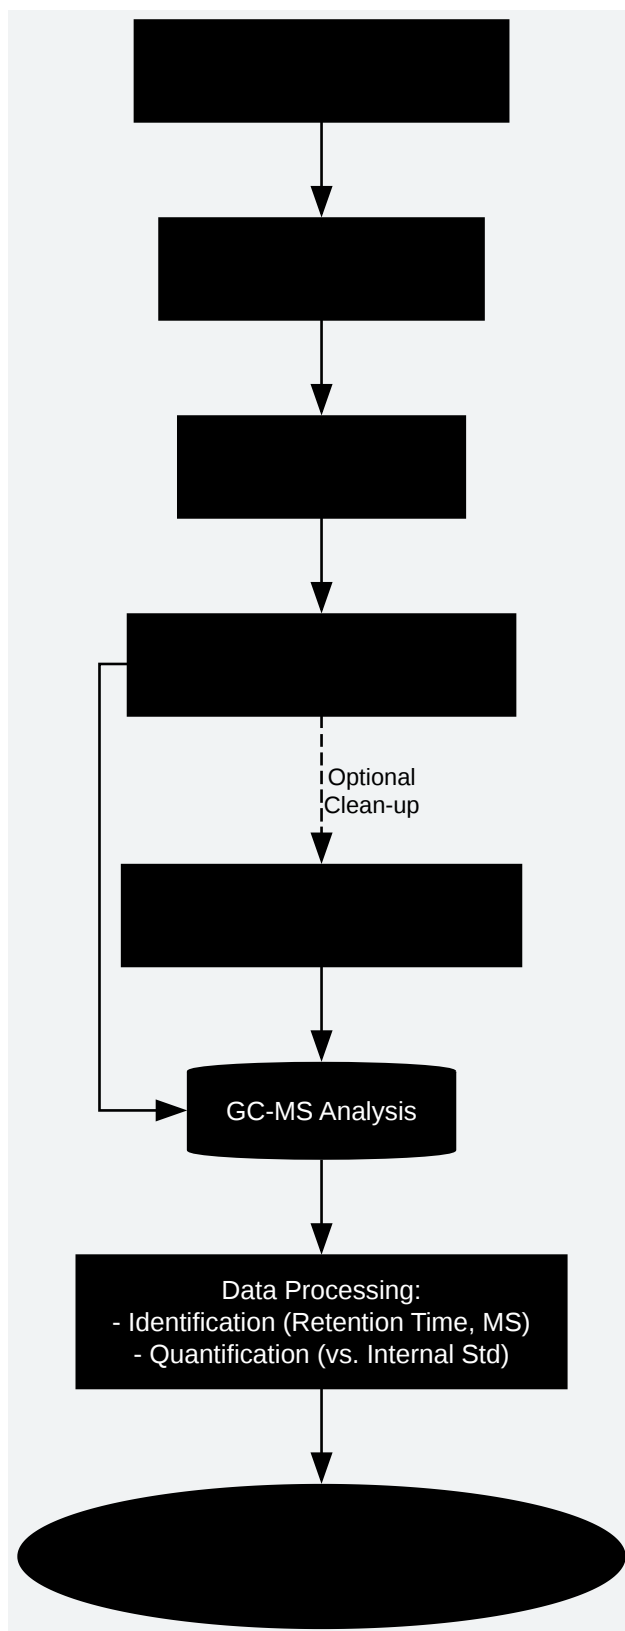 Optional
Clean-up
GC-MS Analysis
Data Processing:
- Identification (Retention Time, MS)
- Quantification (vs. Internal Std)